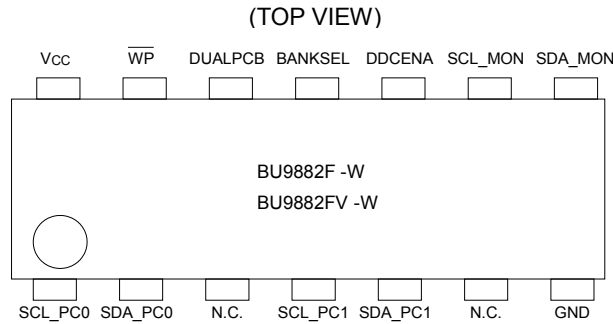 (TOP VIEW)
VCC WP DUALPCB BANKSEL DDCENA SCL_MON SDA_MON
BU9882F -W
BU9882FV -W
SCL_PC0 SDA_PC0 N.C. SCL_PC1 SDA_PC1 N.C. GND